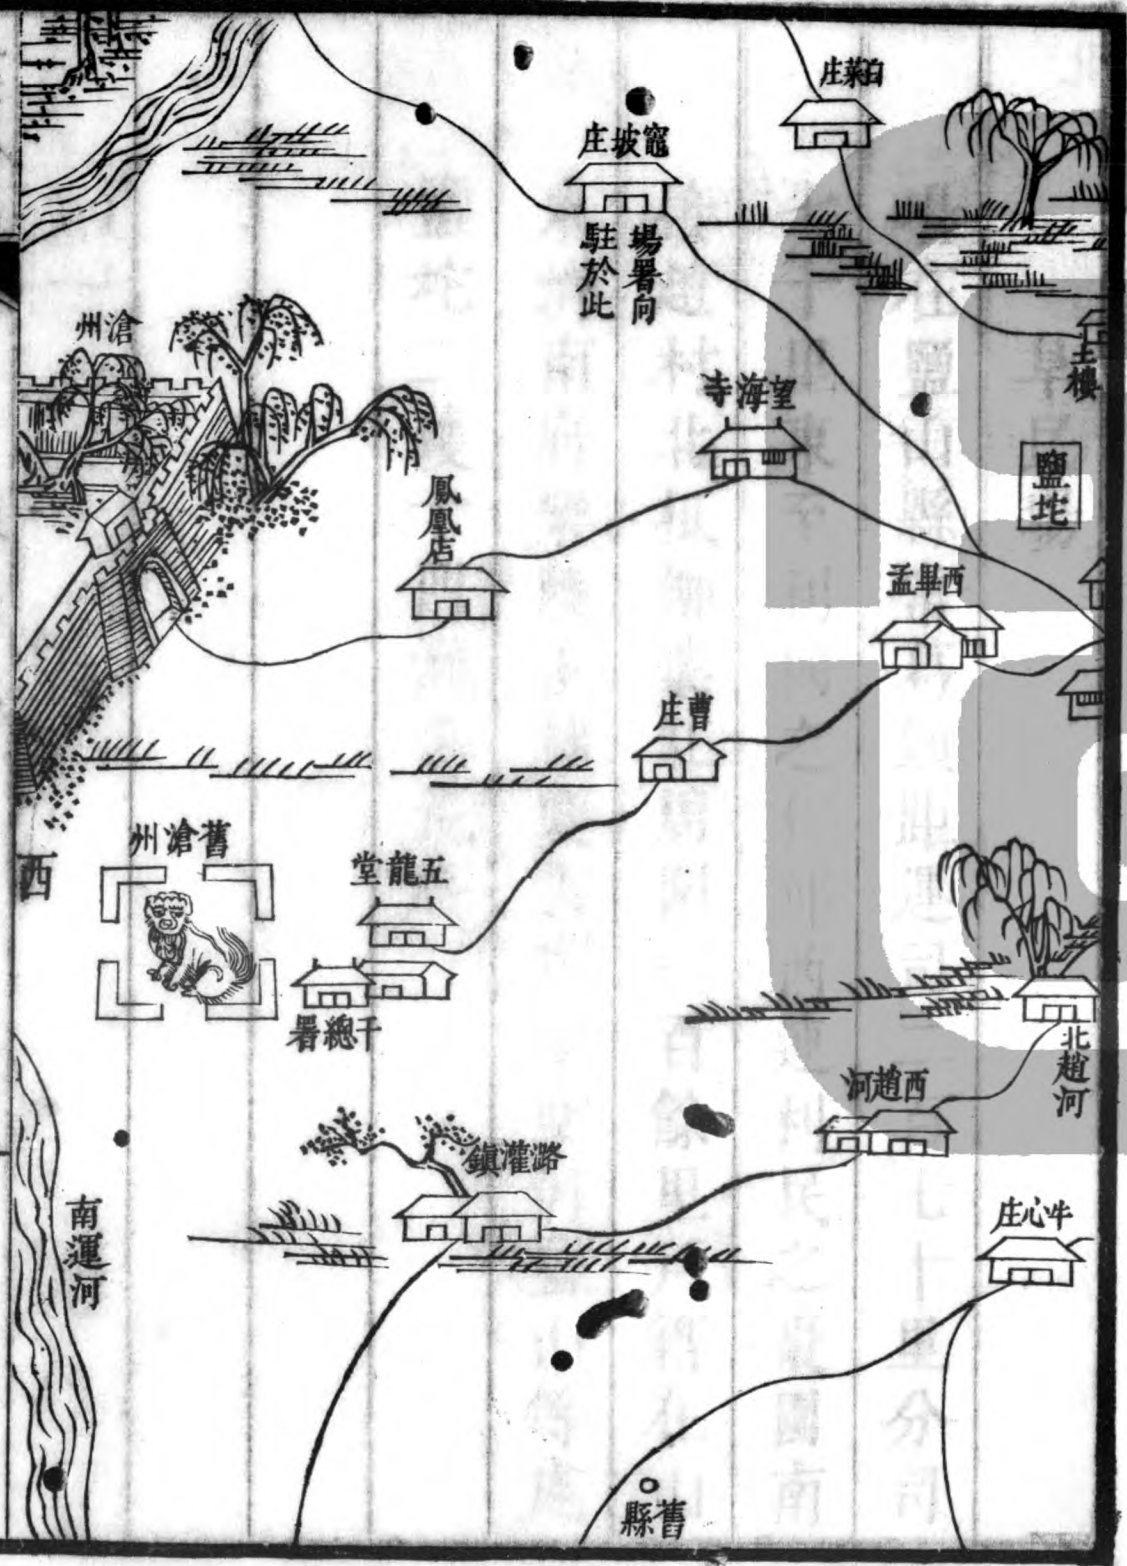 白菜庄
竈坡庄
場署向
駐於此
土樓
滄州
望海寺
鹽坨
鳳凰店
西畢孟
曹庄
舊滄州
西
五龍堂
千總署
北趙河
西趙河
潞灌鎮
南運河
牛心庄
舊縣